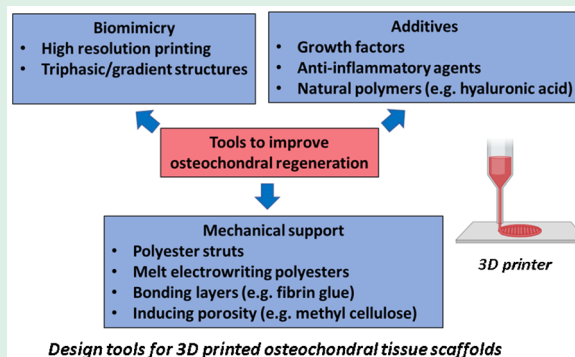 Biomimicry
• High resolution printing
• Triphasic/gradient structures
Additives
• Growth factors
• Anti-inflammatory agents
• Natural polymers (e.g. hyaluronic acid)
Tools to improve
osteochondral regeneration
Mechanical support
• Polyester struts
• Melt electrowriting polyesters
• Bonding layers (e.g. fibrin glue)
• Inducing porosity (e.g. methyl cellulose)
3D printer
Design tools for 3D printed osteochondral tissue scaffolds